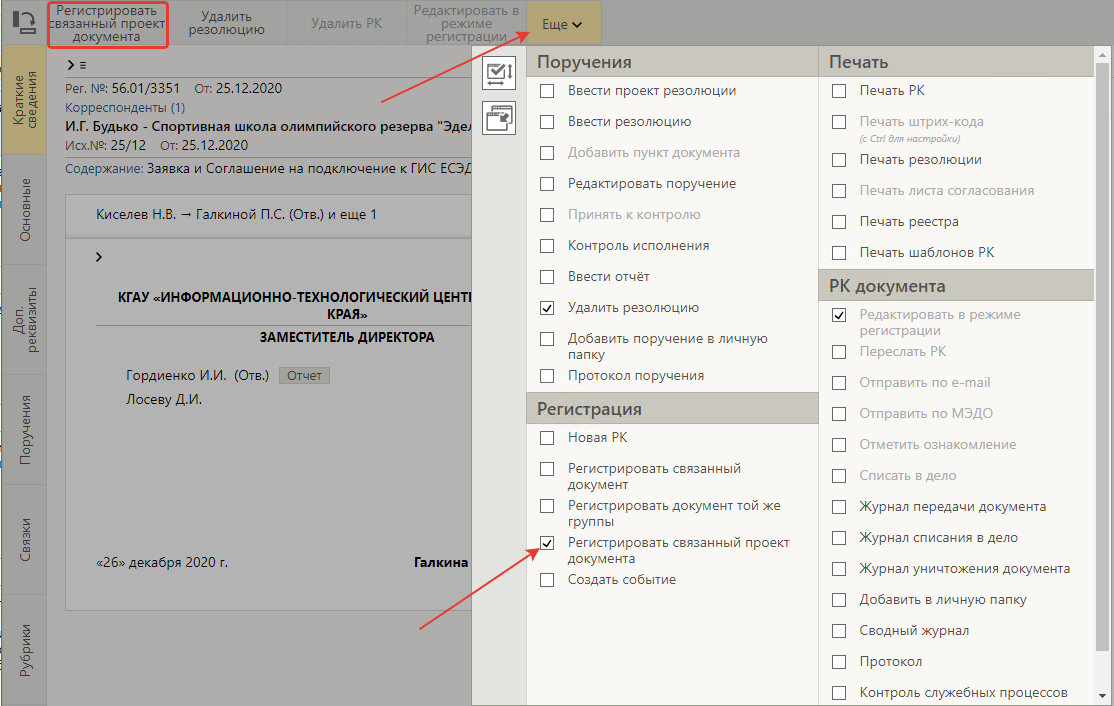 Регистрировать
связанный проект
документа
Удалить
резолюцию
Удалить РК
Редактировать в
режиме
регистрации
Еще
Краткие
сведения
Основные
Доп.
реквизиты
Поручения
Связки
Рубрики
Рег. №: 56.01/3351 От: 25.12.2020
Корреспонденты (1)
И.Г. Будько - Спортивная школа олимпийского резерва "Эдел
Исх.№: 25/12 От: 25.12.2020
Содержание: Заявка и Соглашение на подключение к ГИС ЕСЭД
Киселев Н.В. → Галкиной П.С. (Отв.) и еще 1
КГАУ «ИНФОРМАЦИОННО-ТЕХНОЛОГИЧЕСКИЙ ЦЕНТ
КРАЯ»
ЗАМЕСТИТЕЛЬ ДИРЕКТОРА
Гордиенко И.И. (Отв.) Отчет
Лосеву Д.И.
«26» декабря 2020 г. Галкина
Поручения
Ввести проект резолюции
Ввести резолюцию
Добавить пункт документа
Редактировать поручение
Принять к контролю
Контроль исполнения
Ввести отчёт
Удалить резолюцию
Добавить поручение в личную
папку
Протокол поручения
Регистрация
Новая РК
Регистрировать связанный
документ
Регистрировать документ той же
группы
Регистрировать связанный проект
документа
Создать событие
Печать
Печать РК
Печать штрих-кода
(с Ctrl для настройки)
Печать резолюции
Печать листа согласования
Печать реестра
Печать шаблонов РК
РК документа
Редактировать в режиме
регистрации
Переслать РК
Отправить по e-mail
Отправить по МЭДО
Отметить ознакомление
Списать в дело
Журнал передачи документа
Журнал списания в дело
Журнал уничтожения документа
Добавить в личную папку
Сводный журнал
Протокол
Контроль служебных процессов